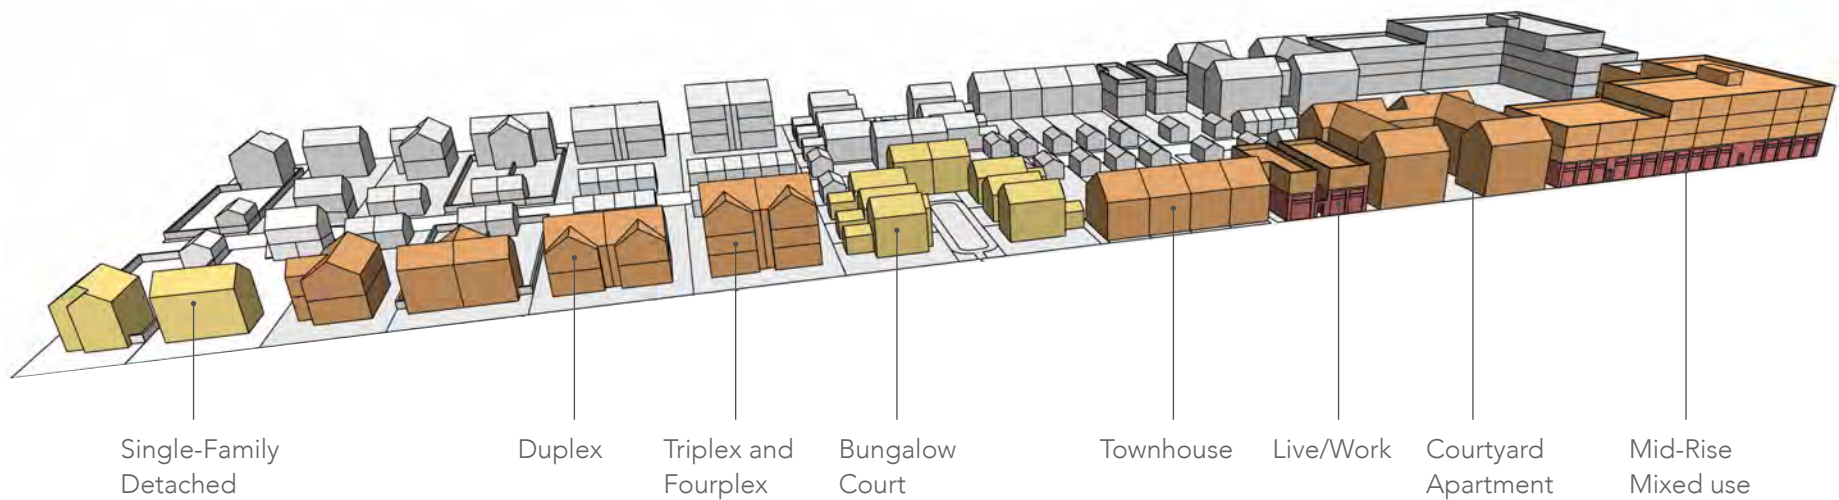 Single-Family
Detached
Duplex
Triplex and
Fourplex
Bungalow
Court
Townhouse
Live/Work
Courtyard
Apartment
Mid-Rise
Mixed use